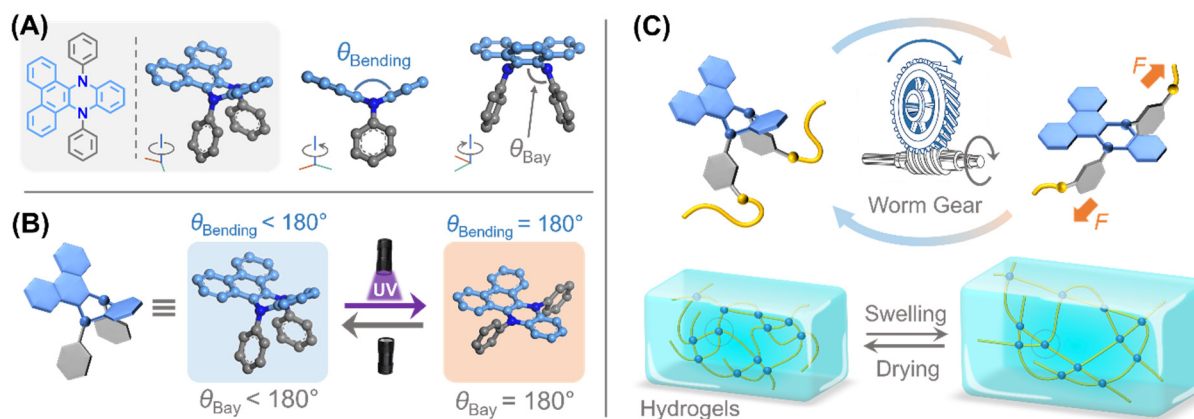 (A)
N
N
θBending
θBay
(B)
θBending < 180°
θBending = 180°
UV
θBay < 180°
θBay = 180°
(C)
F
Worm Gear
F
Swelling
Drying
Hydrogels